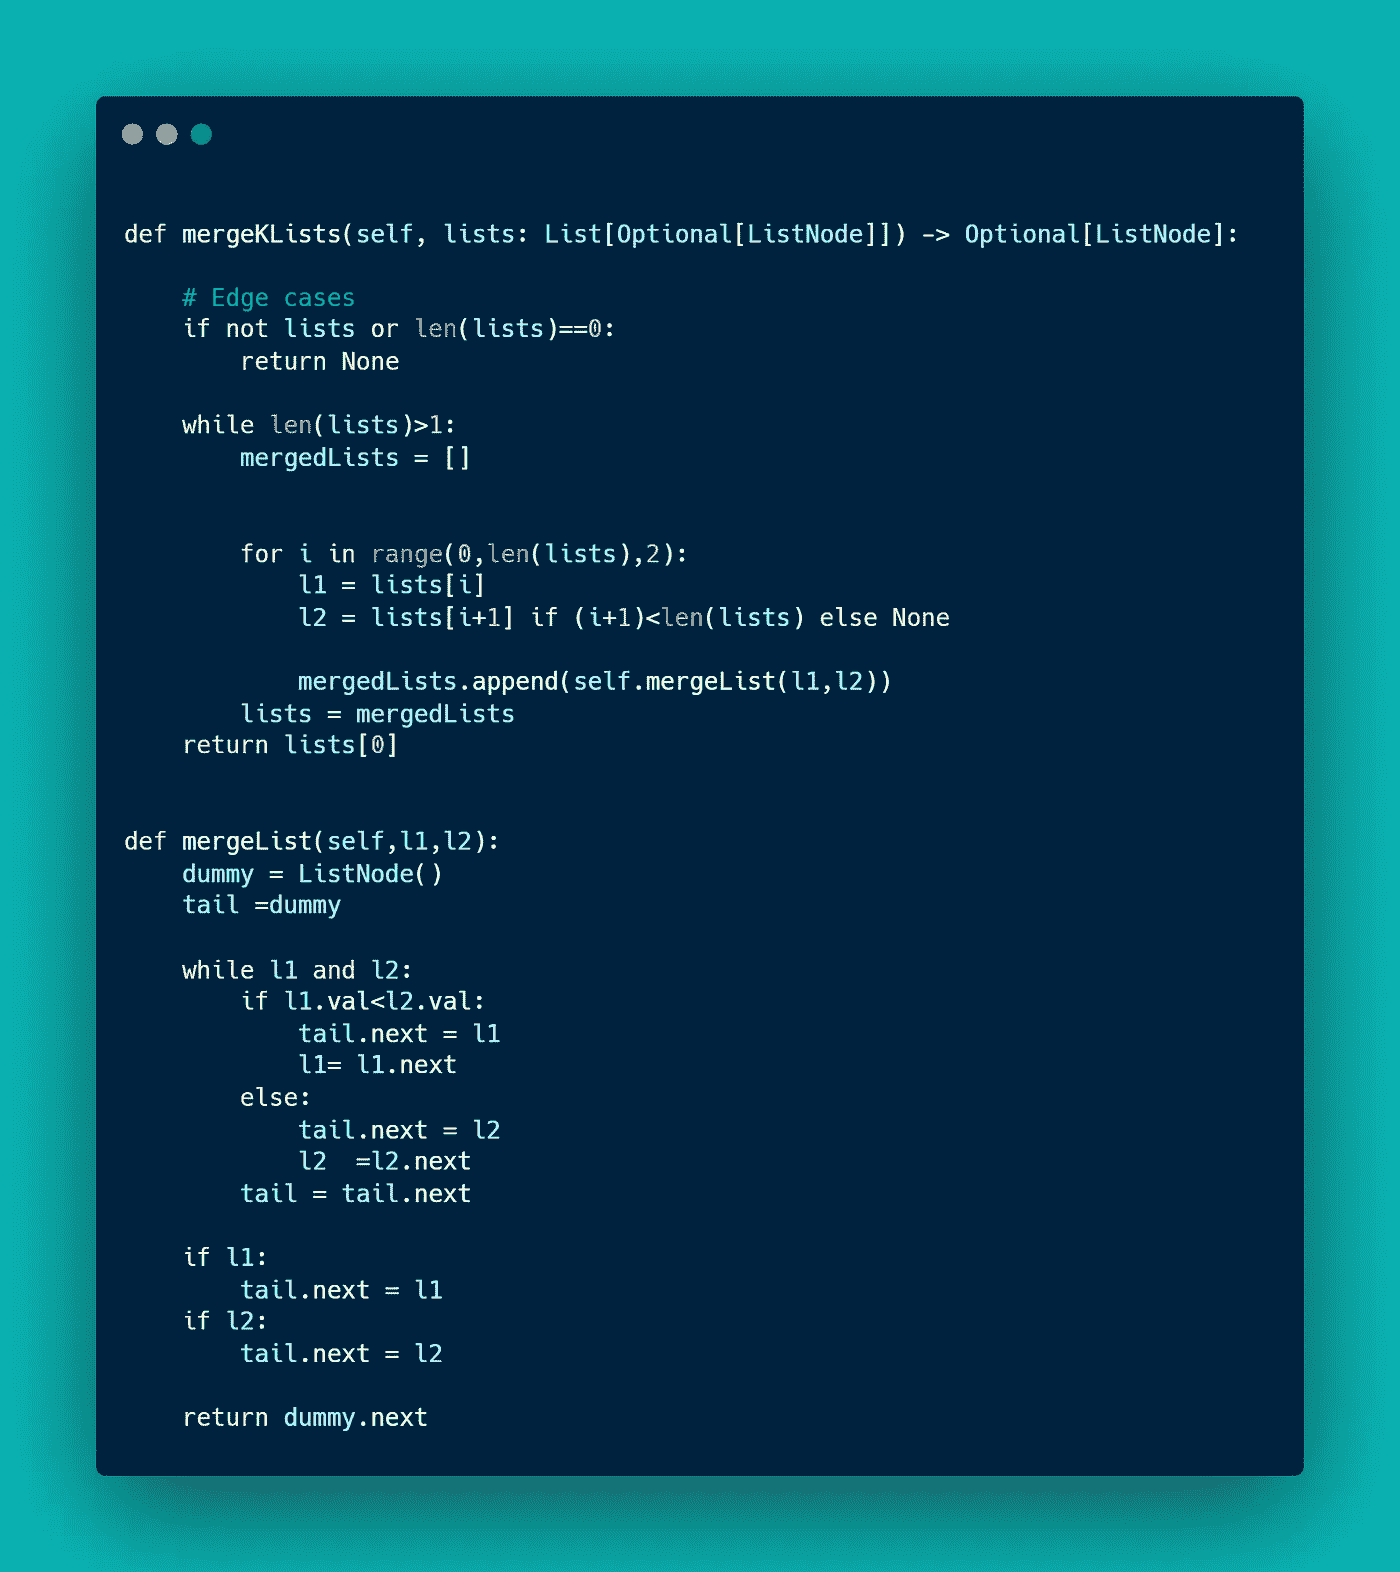 def mergeKLists(self, lists: List[Optional[ListNode]]) -> Optional[ListNode]:

    # Edge cases
    if not lists or len(lists)==0:
        return None

    while len(lists)>1:
        mergedLists = []


        for i in range(0,len(lists),2):
            l1 = lists[i]
            l2 = lists[i+1] if (i+1)<len(lists) else None

            mergedLists.append(self.mergeList(l1,l2))
        lists = mergedLists
    return lists[0]


def mergeList(self,l1,l2):
    dummy = ListNode()
    tail =dummy

    while l1 and l2:
        if l1.val<l2.val:
            tail.next = l1
            l1= l1.next
        else:
            tail.next = l2
            l2  =l2.next
        tail = tail.next

    if l1:
        tail.next = l1
    if l2:
        tail.next = l2

    return dummy.next